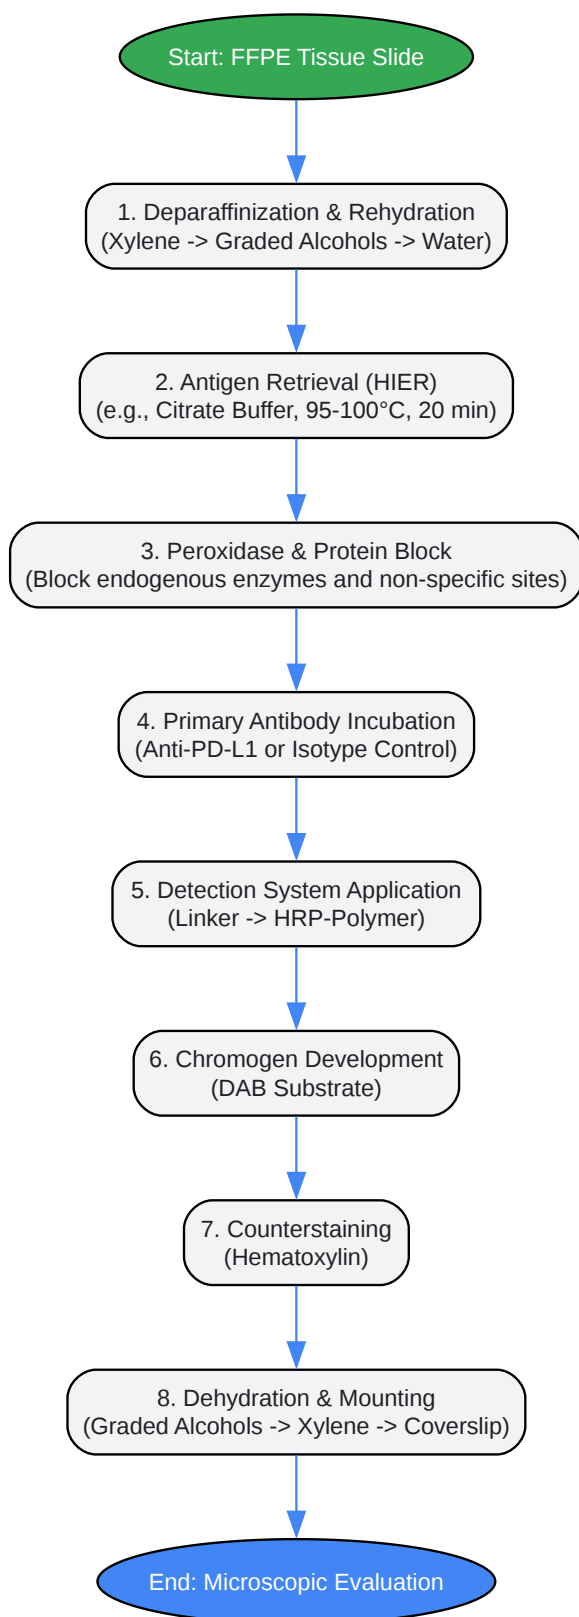 Start: FFPE Tissue Slide
1. Deparaffinization & Rehydration
(Xylene -> Graded Alcohols -> Water)
2. Antigen Retrieval (HIER)
(e.g., Citrate Buffer, 95-100°C, 20 min)
3. Peroxidase & Protein Block
(Block endogenous enzymes and non-specific sites)
4. Primary Antibody Incubation
(Anti-PD-L1 or Isotype Control)
5. Detection System Application
(Linker -> HRP-Polymer)
6. Chromogen Development
(DAB Substrate)
7. Counterstaining
(Hematoxylin)
8. Dehydration & Mounting
(Graded Alcohols -> Xylene -> Coverslip)
End: Microscopic Evaluation